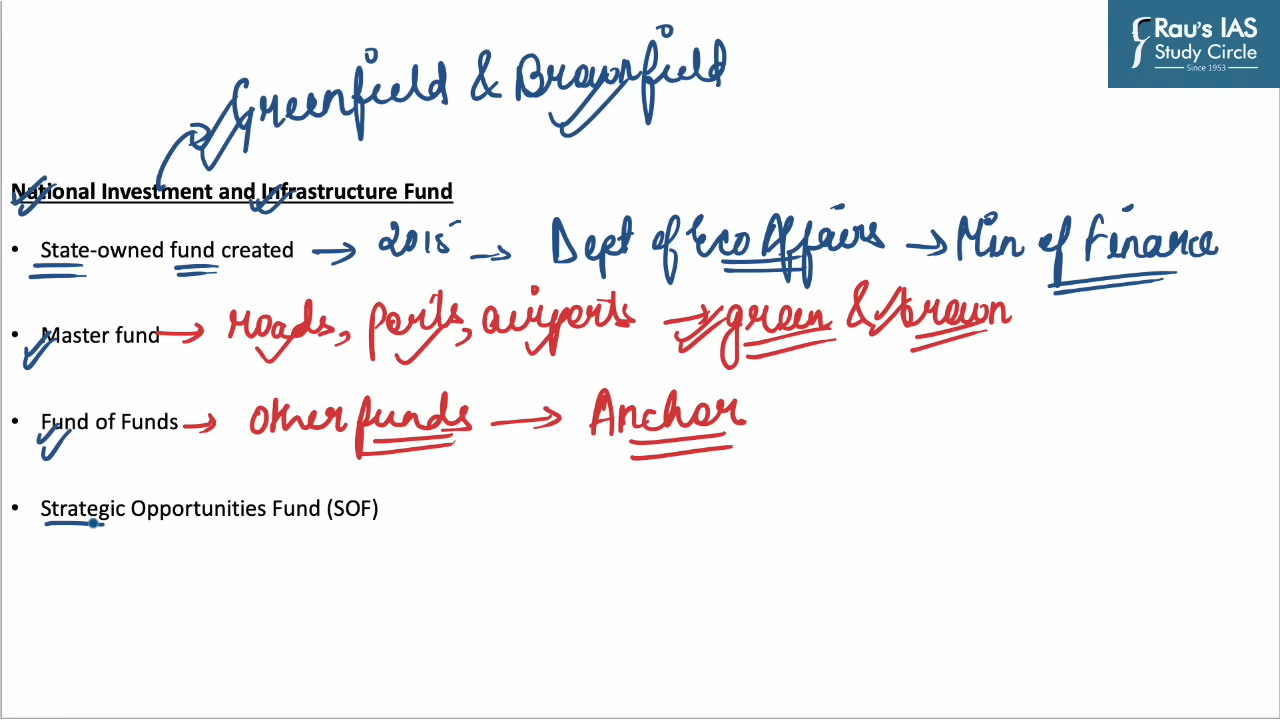 Rau's IAS
Study Circle
Since 1953
Greenfield & Brownfield
National Investment and Infrastructure Fund
• State-owned fund created → 2015 → Dept of Eco Affairs → Min of Finance
• Master fund → roads, ports, airports → green & brown
• Fund of Funds → other funds → Anchor
• Strategic Opportunities Fund (SOF)